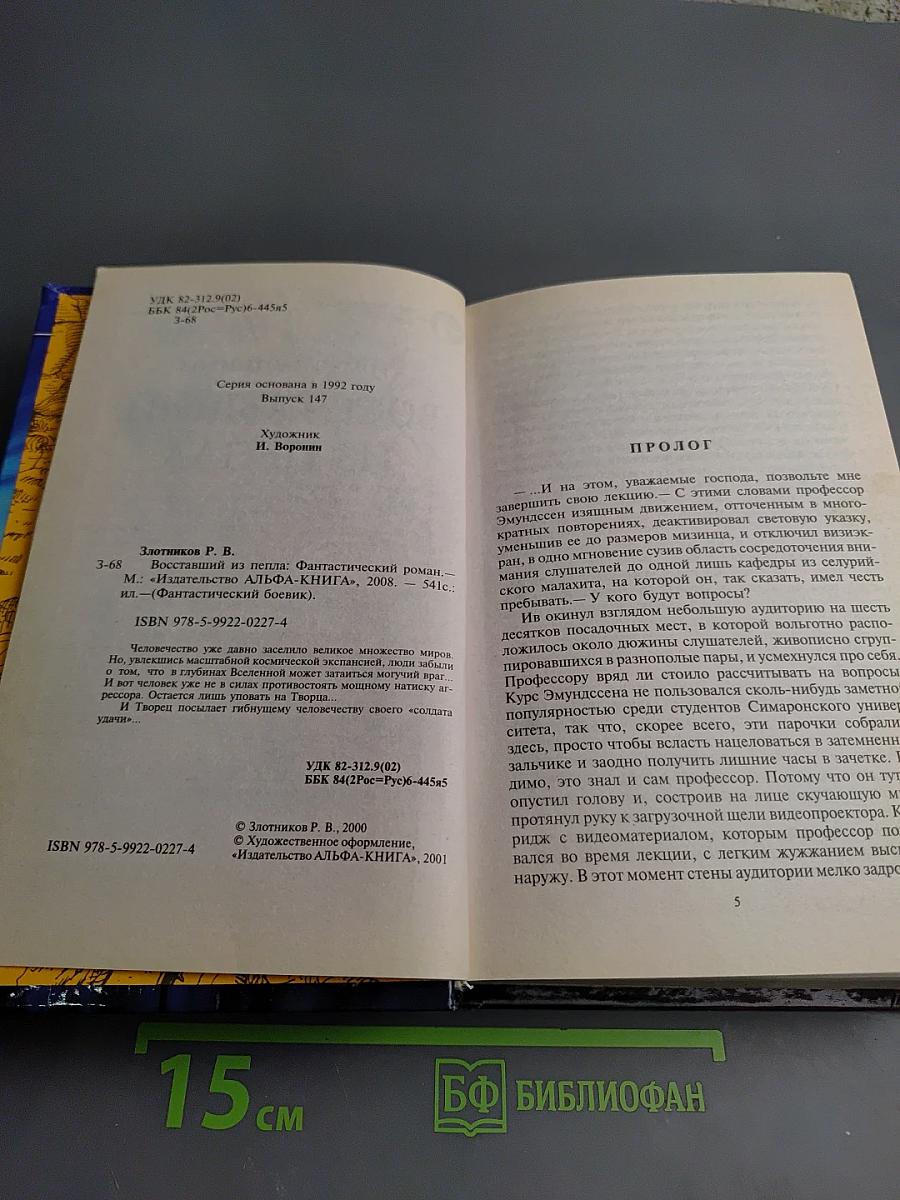 УДК 82-312.9(02)
ББК 84(2Рос=Рус)6-445я5
З-68
Серия основана в 1992 году
Выпуск 147
Художник
И. Воронин
Злотников Р. В.
З-68 Восставший из пепла: Фантастический роман.—
М.: «Издательство АЛЬФА-КНИГА», 2008. — 541с.:
ил.—(Фантастический боевик).
ISBN 978-5-9922-0227-4
Человечество уже давно заселило великое множество миров.
Но, увлекшись масштабной космической экспансией, люди забыли
о том, что в глубинах Вселенной может затаиться могучий враг...
И вот человек уже не в силах противостоять мощному натиску аг-
рессора. Остается лишь уповать на Творца...
И Творец посылает гибнущему человечеству своего «солдата
удачи»...
УДК 82-312.9(02)
ББК 84(2Рос=Рус)6-445я5
© Злотников Р. В., 2000
© Художественное оформление,
«Издательство АЛЬФА-КНИГА», 2001
ISBN 978-5-9922-0227-4
ПРОЛОГ
— ...И на этом, уважаемые господа, позвольте мне
завершить свою лекцию.— С этими словами профессор
Эмундссен изящным движением, отточенным в много-
кратных повторениях, деактивировал световую указку,
уменьшив ее до размеров мизинца, и отключил визиэк-
ран, в одно мгновение сузив область сосредоточения вни-
мания слушателей до одной лишь кафедры из селурий-
ского малахита, на которой он, так сказать, имел честь
пребывать.— У кого будут вопросы?
Ив окинул взглядом небольшую аудиторию на шесть
десятков посадочных мест, в которой вольготно распо-
ложилось около дюжины слушателей, живописно сгруп-
пировавшихся в разнополые пары, и усмехнулся про себя.
Профессору вряд ли стоило рассчитывать на вопросы
Курс Эмундссена не пользовался сколь-нибудь заметно
популярностью среди студентов Симаронского универ
ситета, так что, скорее всего, эти парочки собрали
здесь, просто чтобы всласть нацеловаться в затемненн
зальчике и заодно получить лишние часы в зачетке.
димо, это знал и сам профессор. Потому что он тут
опустил голову и, состроив на лице скучающую м
протянул руку к загрузочной щели видеопроектора. К
ридж с видеоматериалом, которым профессор по
вался во время лекции, с легким жужжанием выс
наружу. В этот момент стены аудитории мелко задро
5
15 см
БФ БИБЛИОФАН